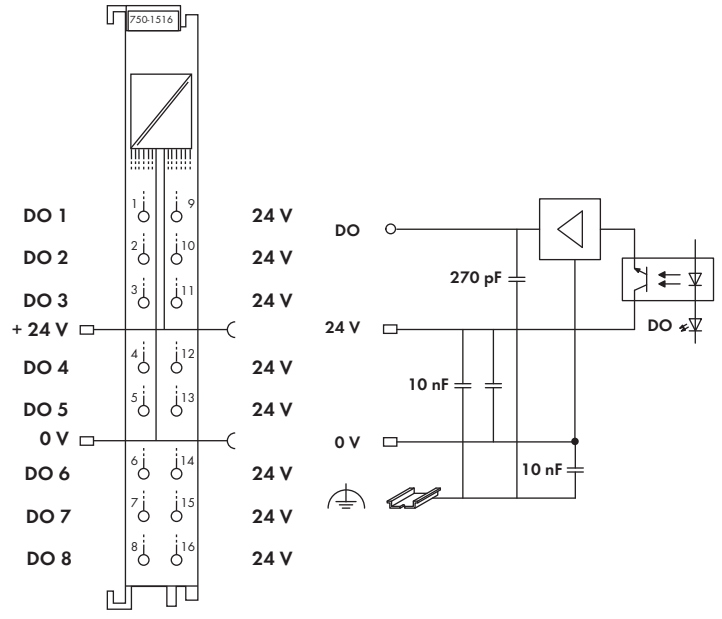 750-1516
1 9
DO 1 24 V
2 10
DO 2 24 V
3 11
DO 3 24 V
+ 24 V
4 12
DO 4 24 V
5 13
DO 5 24 V
0 V
6 14
DO 6 24 V
7 15
DO 7 24 V
8 16
DO 8 24 V
DO
270 pF
24 V
DO
10 nF
0 V
10 nF